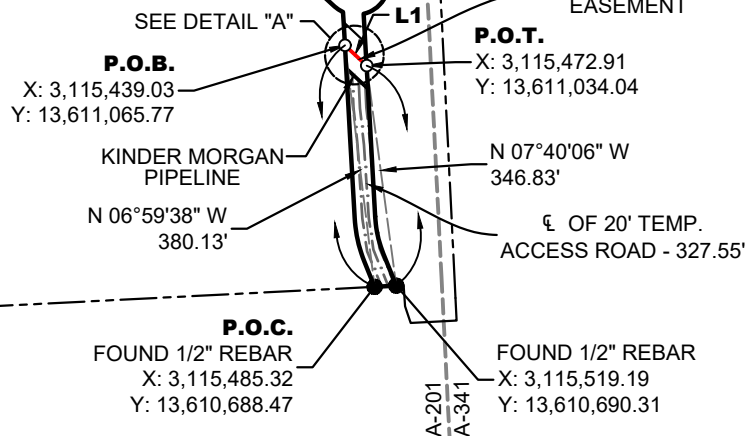 EASEMENT
SEE DETAIL "A"
L1
P.O.B.
X: 3,115,439.03
Y: 13,611,065.77
P.O.T.
X: 3,115,472.91
Y: 13,611,034.04
KINDER MORGAN
PIPELINE
N 07°40'06" W
346.83'
N 06°59'38" W
380.13'
℄ OF 20' TEMP.
ACCESS ROAD - 327.55'
P.O.C.
FOUND 1/2" REBAR
X: 3,115,485.32
Y: 13,610,688.47
FOUND 1/2" REBAR
X: 3,115,519.19
Y: 13,610,690.31
A-201
A-341